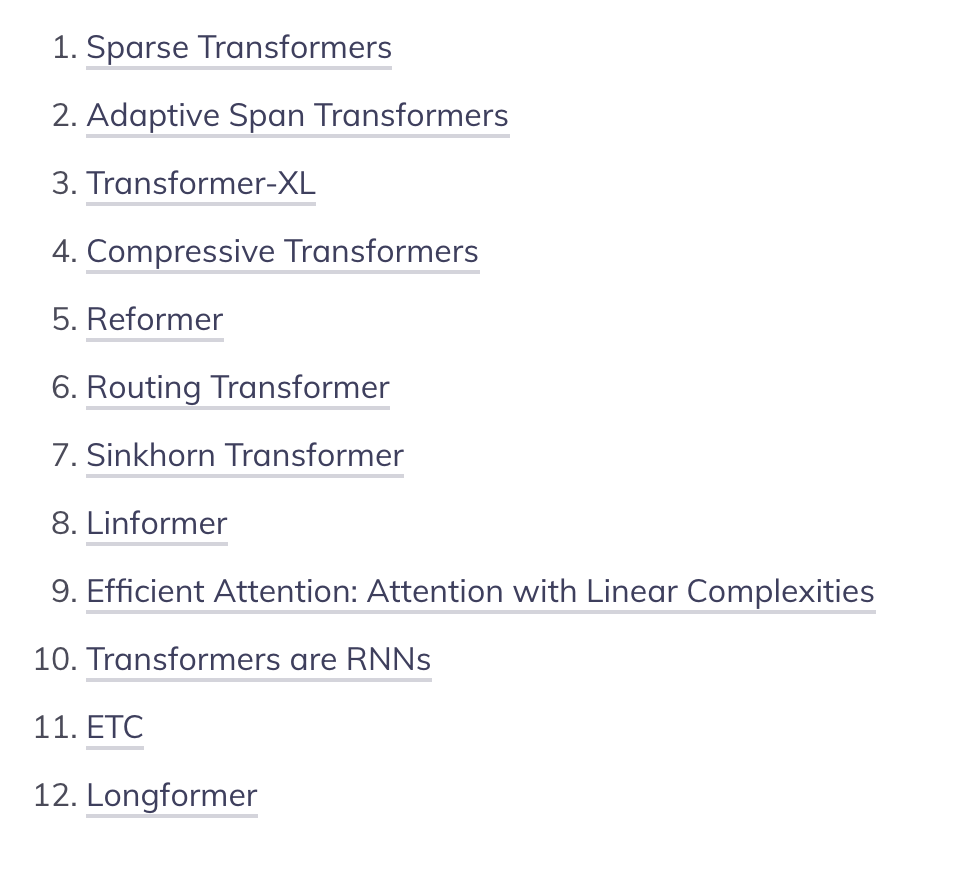 1. Sparse Transformers
2. Adaptive Span Transformers
3. Transformer-XL
4. Compressive Transformers
5. Reformer
6. Routing Transformer
7. Sinkhorn Transformer
8. Linformer
9. Efficient Attention: Attention with Linear Complexities
10. Transformers are RNNs
11. ETC
12. Longformer